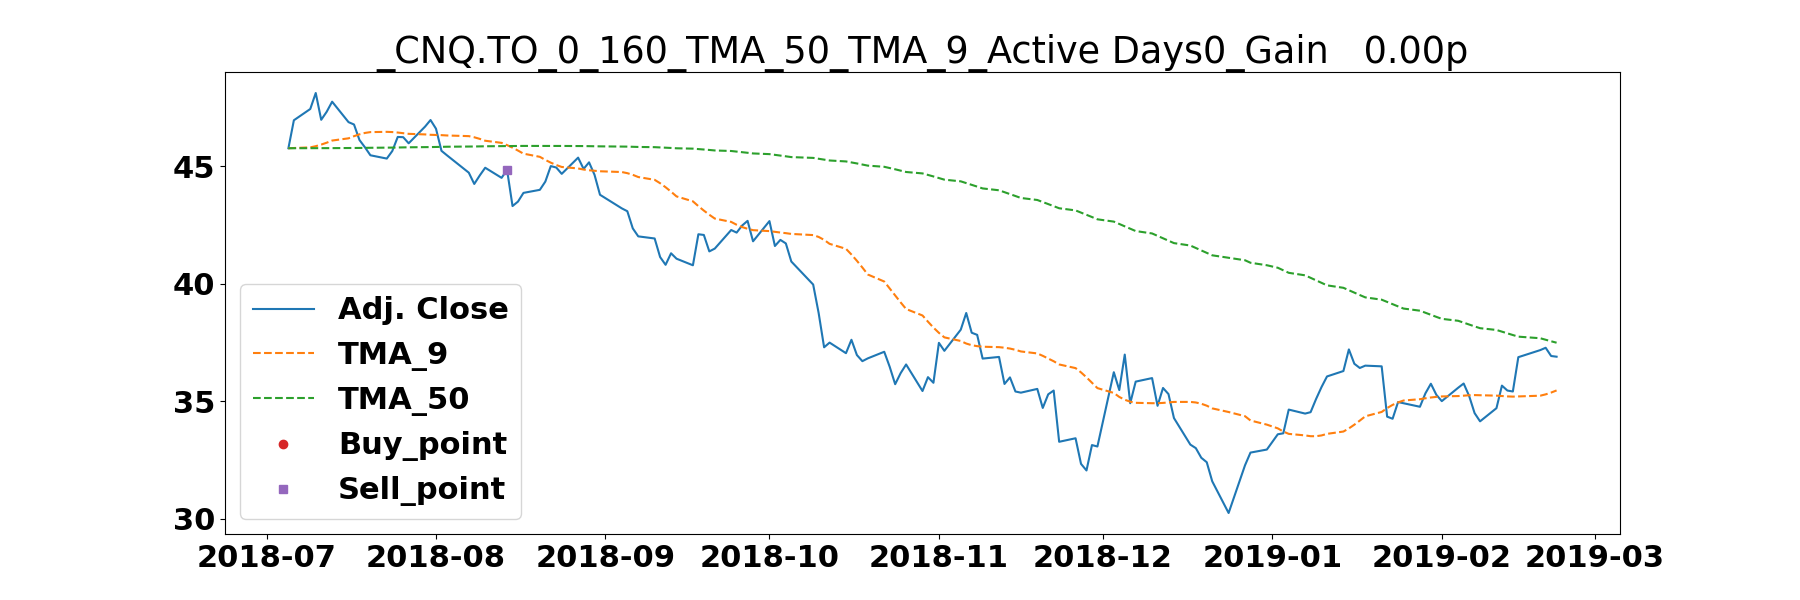 _CNQ.TO_0_160_TMA_50_TMA_9_Active Days0_Gain   0.00p
45
40
35
30
Adj. Close
TMA_9
TMA_50
Buy_point
Sell_point
2018-07 2018-08 2018-09 2018-10 2018-11 2018-12 2019-01 2019-02 2019-03